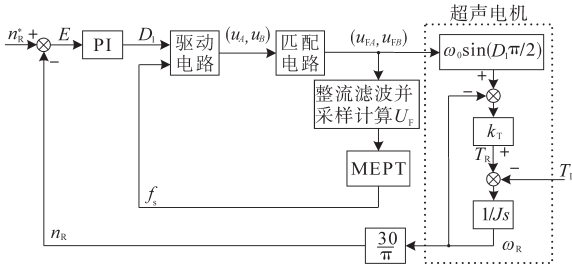 超声电机
n*R E PI D1 驱动电路 (uA, uB) 匹配电路 (uFA, uFB) ω0sin(D1π/2)
整流滤波并
采样计算UF
kT
MEPT
TR
T1
fs
1/Js
nR
30/π
ωR
+
−
+
−
+
−